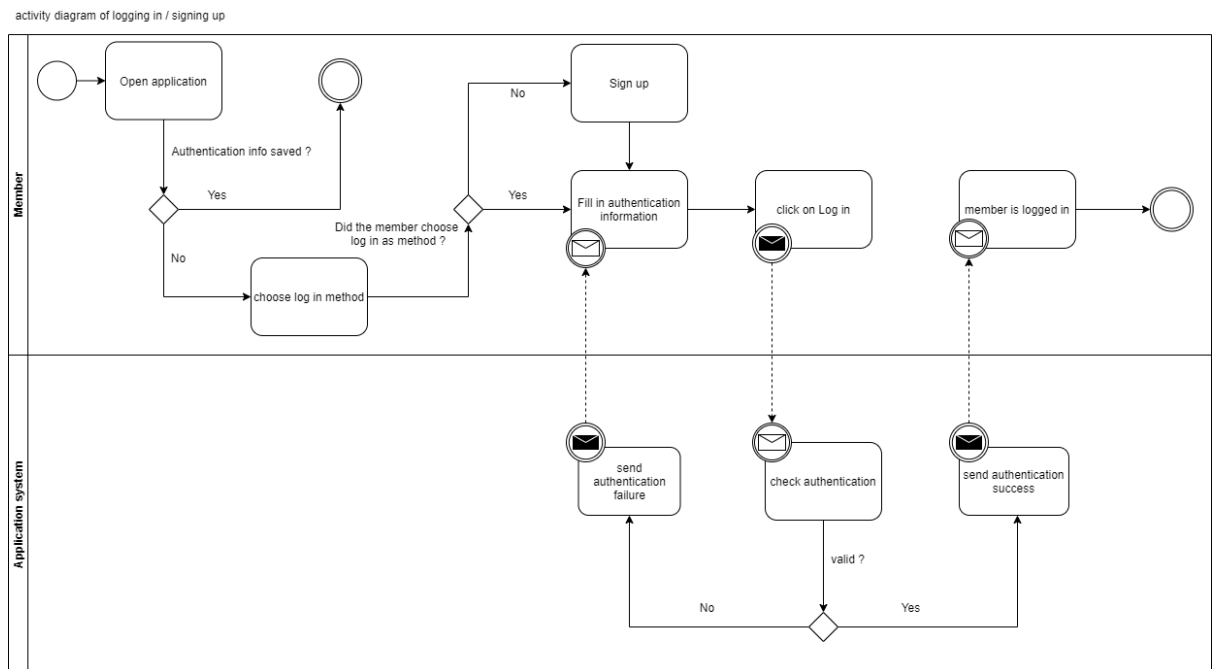 activity diagram of logging in / signing up
Member
Open application
Authentication info saved ?
Yes
No
choose log in method
Did the member choose
log in as method ?
No
Yes
Sign up
Fill in authentication
information
click on Log in
member is logged in
Application system
send
authentication
failure
check authentication
send authentication
success
valid ?
No
Yes